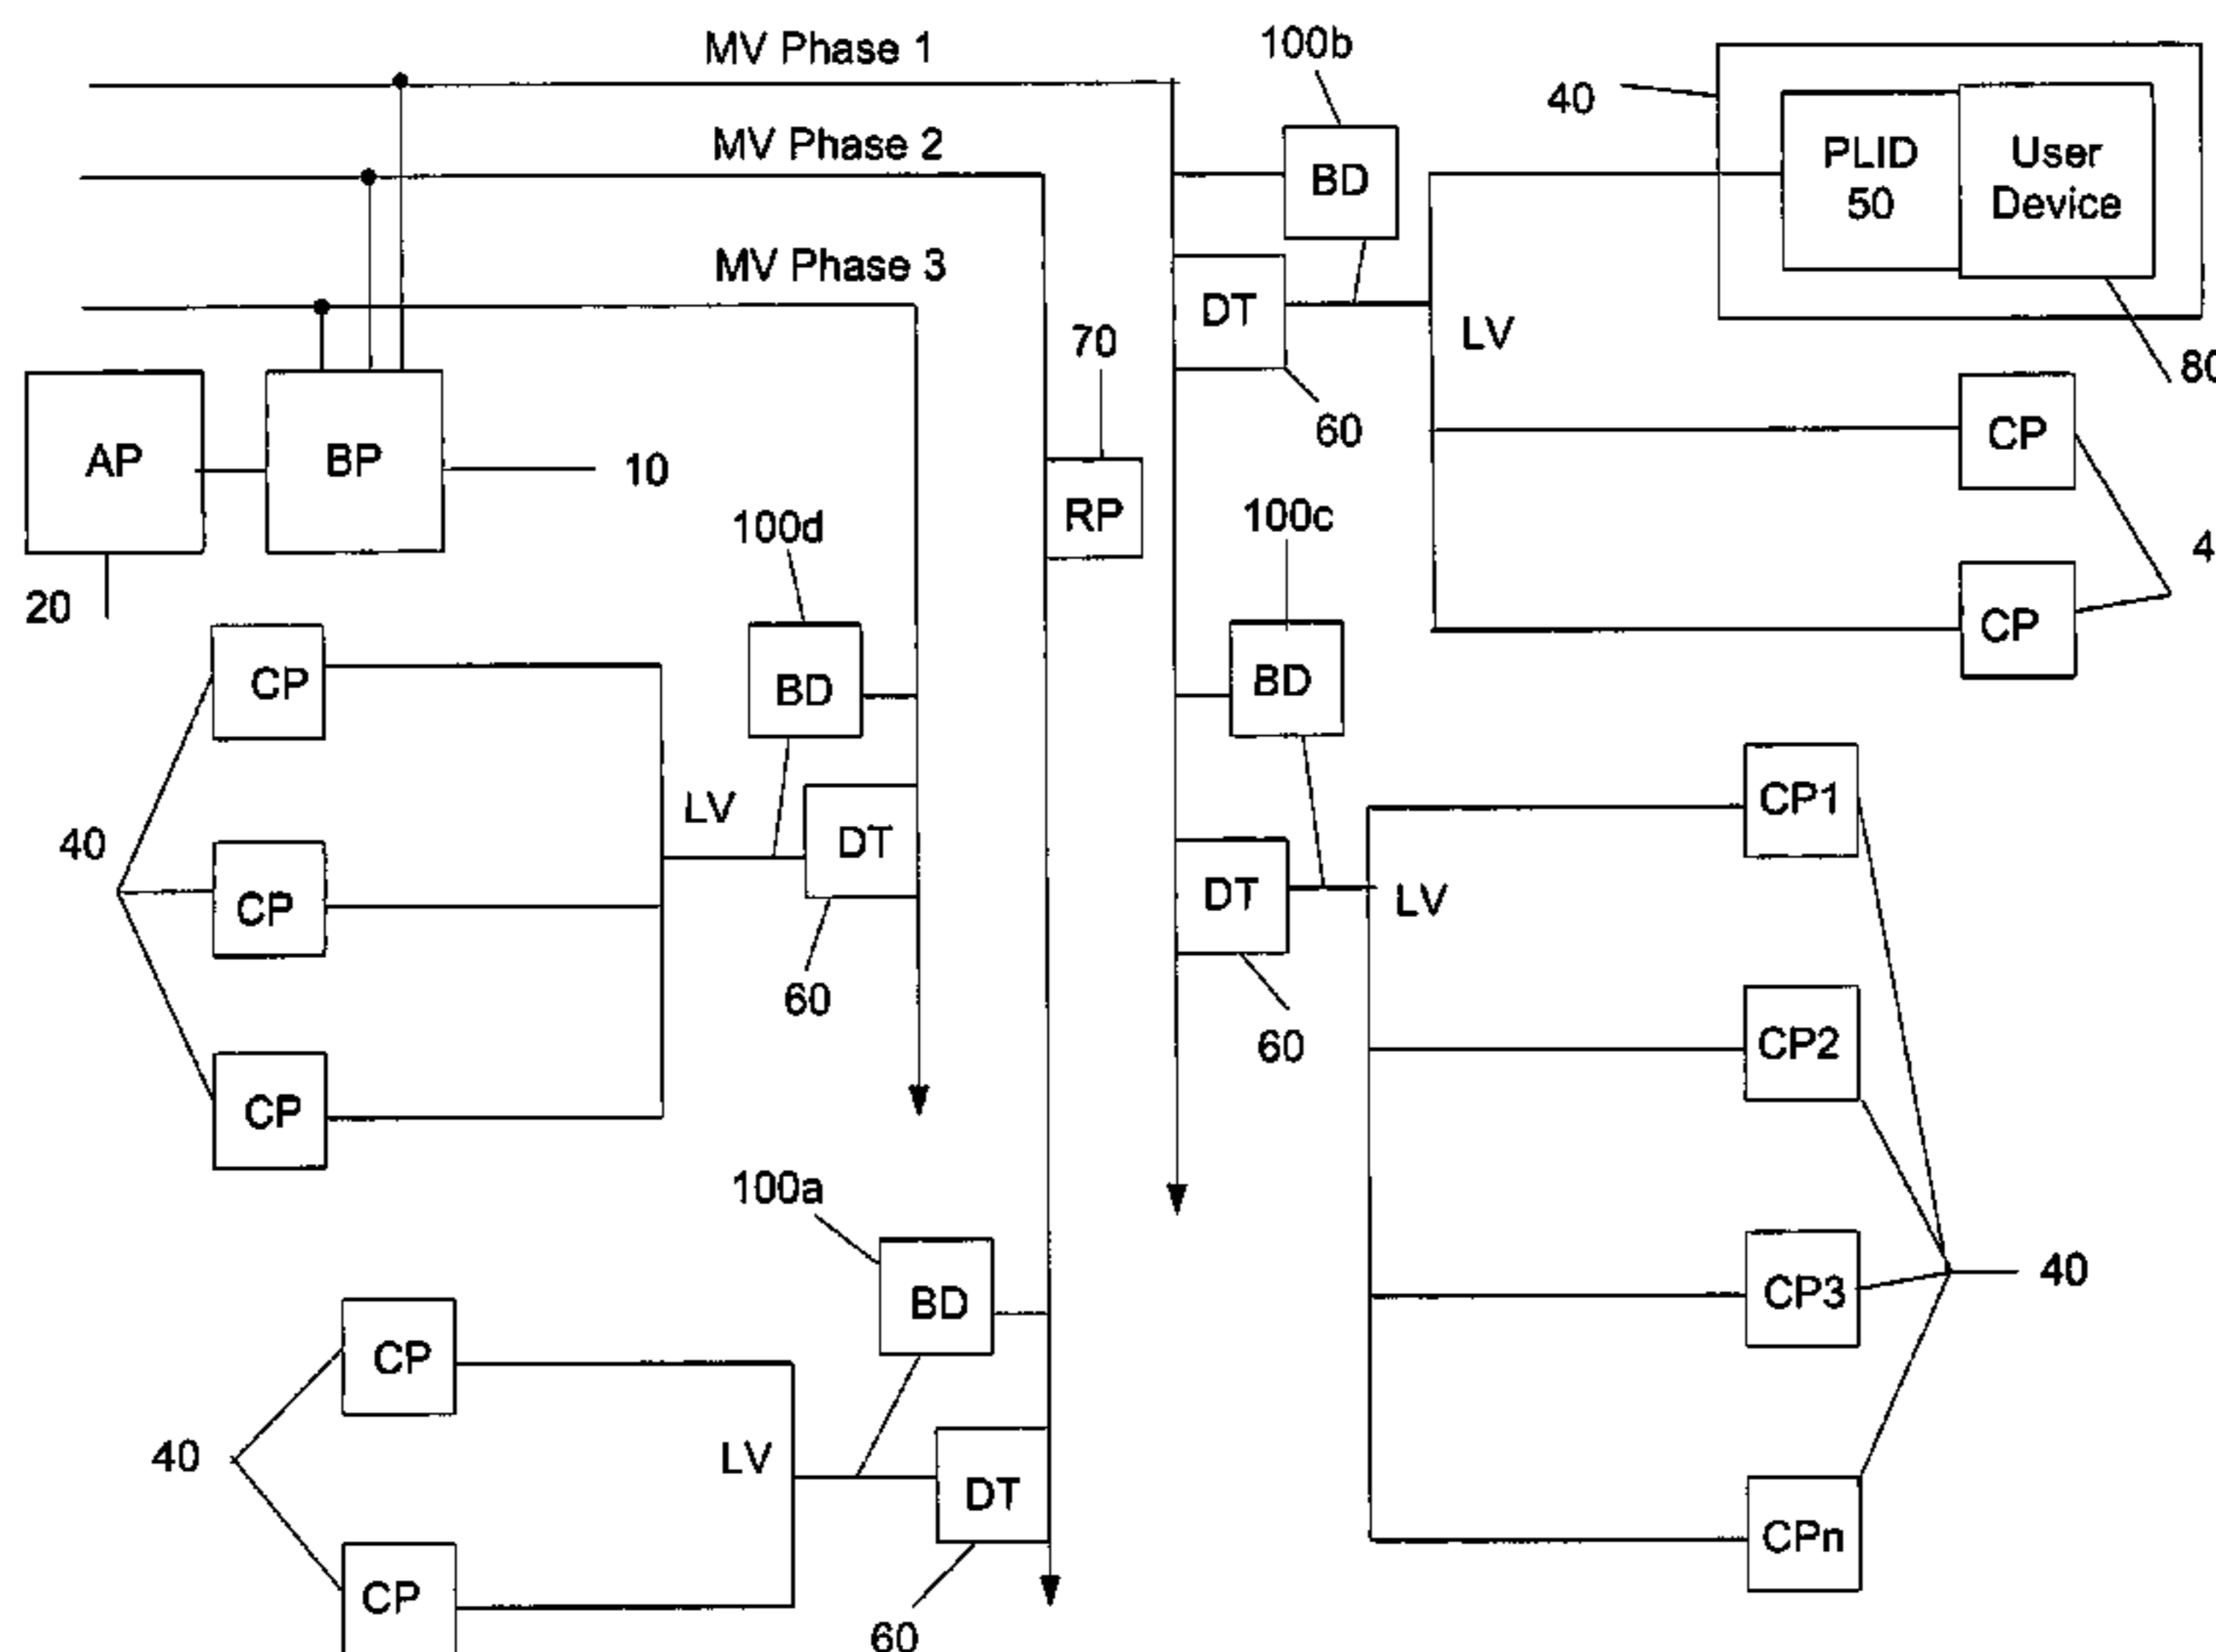 MV Phase 1
100b
40
PLID
50
User
Device
MV Phase 2
BD
MV Phase 3
DT
LV
70
80
60
CP
AP
BP
10
RP
100d
100c
20
CP
CP
BD
BD
CP1
LV
DT
40
CP
DT
LV
60
60
CP2
CP
100a
BD
CP3
40
CP
40
LV
DT
CPn
CP
60